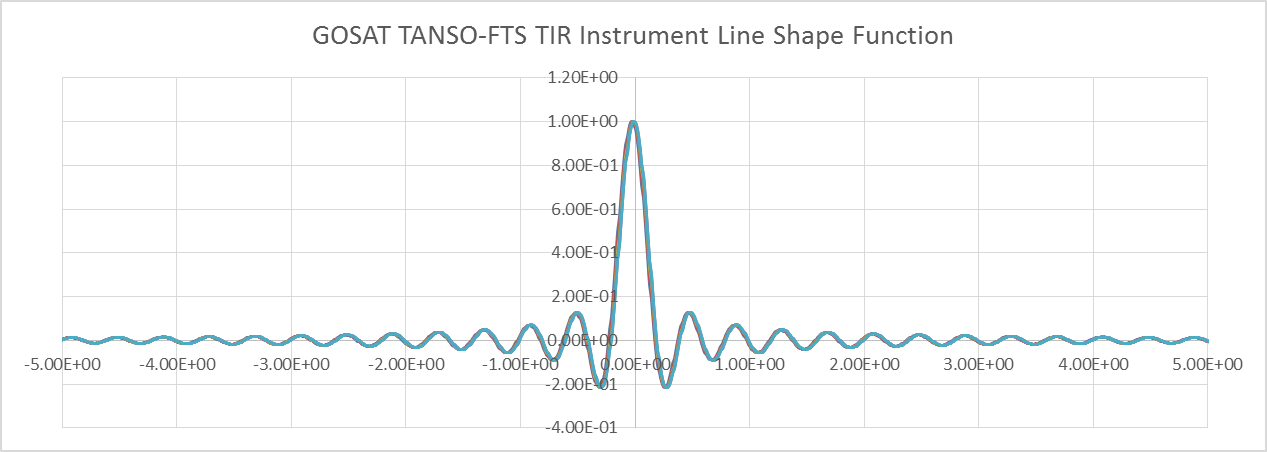 GOSAT TANSO-FTS TIR Instrument Line Shape Function
1.20E+00
1.00E+00
8.00E-01
6.00E-01
4.00E-01
2.00E-01
0.00E+00
-5.00E+00 -4.00E+00 -3.00E+00 -2.00E+00 -1.00E+00 0.00E+00 1.00E+00 2.00E+00 3.00E+00 4.00E+00 5.00E+00
-2.00E-01
-4.00E-01